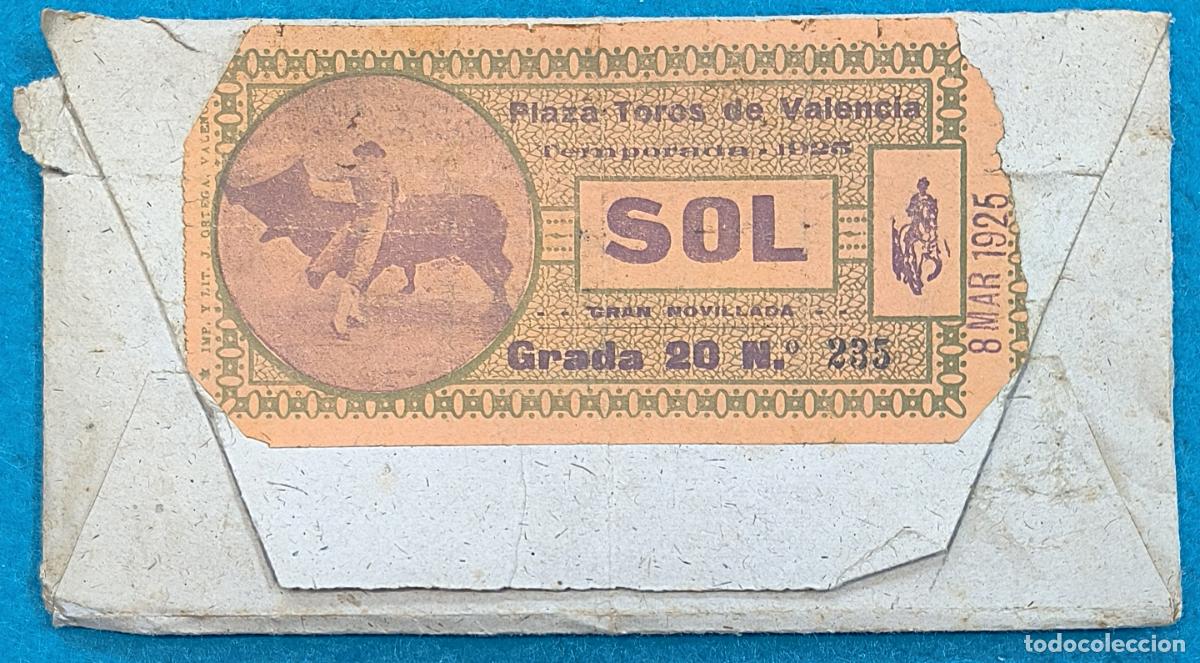 Plaza Toros de Valencia
Temporada - 1925
SOL
- - GRAN NOVILLADA - -
Grada 20 N.º 235
8 MAR 1925
★ IMP. Y LIT. J. ORTEGA, VALEN
todocoleccion